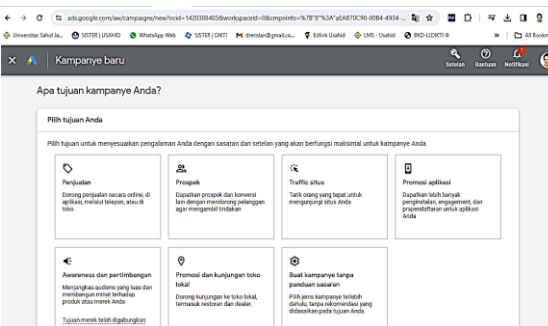 ads.google.com/aw/campaigns/new?ocid=1420308405&workspaceId=0&cmpnInfo=%7B"8"%3A"aEAB70C90-00B4-4934-...
Universitas Sahid Ja... SISTER | USAHID WhatsApp Web SISTER | DIKTI drenidar@gmail.co... Edlink Usahid LMS - Usahid BKD-LLDIKTI III All Bookm
Kampanye baru
Setelan Bantuan Notifikasi
Apa tujuan kampanye Anda?
Pilih tujuan Anda
Pilih tujuan untuk menyesuaikan pengalaman Anda dengan sasaran dan setelan yang akan berfungsi maksimal untuk kampanye Anda
Penjualan
Dorong penjualan secara online, di
aplikasi, melalui telepon, atau di
toko
Prospek
Dapatkan prospek dan konversi
lain dengan mendorong pelanggan
agar mengambil tindakan
Traffic situs
Tarik orang yang tepat untuk
mengunjungi situs Anda
Promosi aplikasi
Dapatkan lebih banyak
penginstalan, engagement, dan
prapendaftaran untuk aplikasi
Anda
Awareness dan pertimbangan
Menjangkau audiens yang luas dan
membangun minat terhadap
produk atau merek Anda
Tujuan merek telah digabungkan
Promosi dan kunjungan toko
lokal
Dorong kunjungan ke toko lokal,
termasuk restoran dan dealer.
Buat kampanye tanpa
panduan sasaran
Pilih jenis kampanye terlebih
dahulu, tanpa rekomendasi yang
didasarkan pada tujuan Anda.